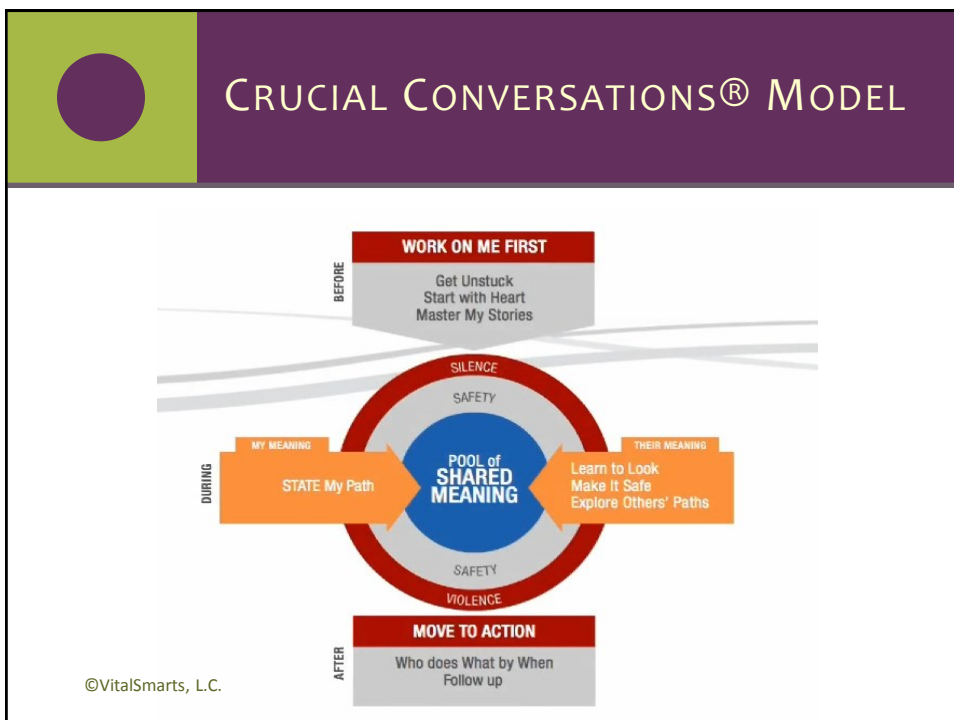 CRUCIAL CONVERSATIONS® MODEL
BEFORE
WORK ON ME FIRST
Get Unstuck
Start with Heart
Master My Stories
SILENCE
SAFETY
DURING
MY MEANING
STATE My Path
POOL of
SHARED
MEANING
THEIR MEANING
Learn to Look
Make It Safe
Explore Others' Paths
SAFETY
VIOLENCE
AFTER
MOVE TO ACTION
Who does What by When
Follow up
©VitalSmarts, L.C.